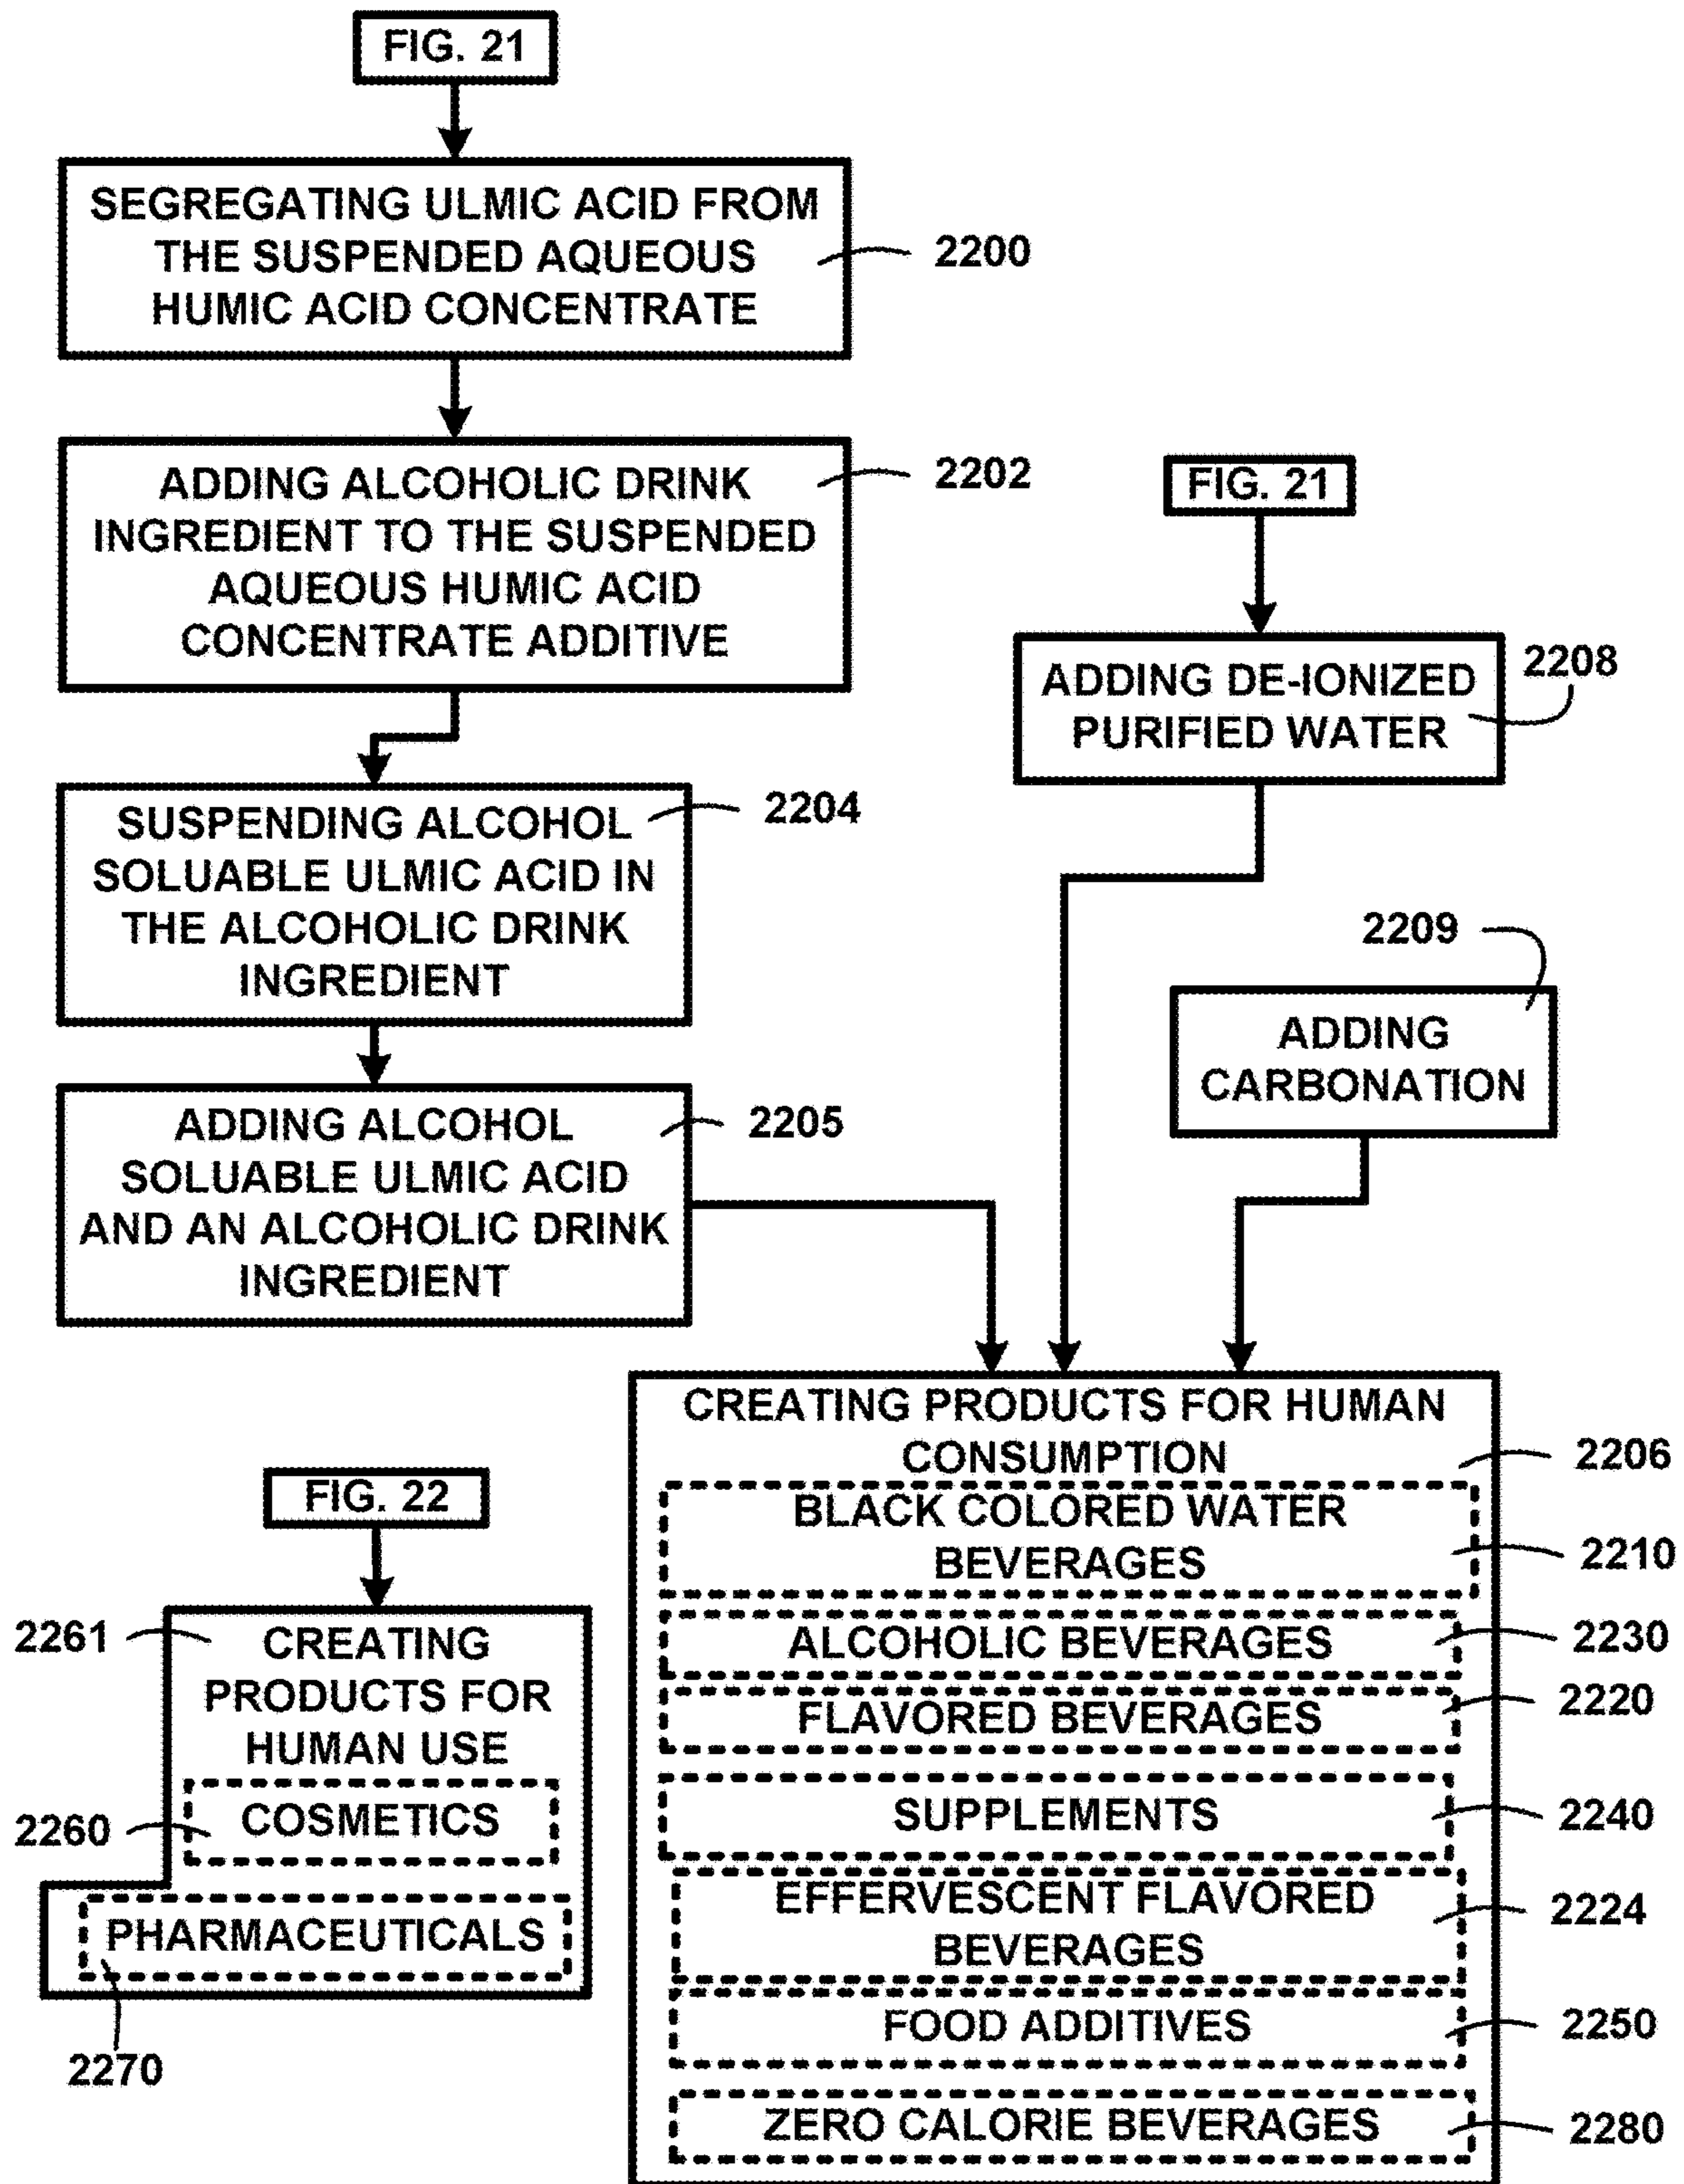 FIG. 21
SEGREGATING ULMIC ACID FROM
THE SUSPENDED AQUEOUS
HUMIC ACID CONCENTRATE
2200
ADDING ALCOHOLIC DRINK
INGREDIENT TO THE SUSPENDED
AQUEOUS HUMIC ACID
CONCENTRATE ADDITIVE
2202
FIG. 21
ADDING DE-IONIZED
PURIFIED WATER
2208
SUSPENDING ALCOHOL
SOLUABLE ULMIC ACID IN
THE ALCOHOLIC DRINK
INGREDIENT
2204
2209
ADDING
CARBONATION
ADDING ALCOHOL
SOLUABLE ULMIC ACID
AND AN ALCOHOLIC DRINK
INGREDIENT
2205
CREATING PRODUCTS FOR HUMAN
CONSUMPTION
2206
BLACK COLORED WATER
BEVERAGES
2210
ALCOHOLIC BEVERAGES
2230
FLAVORED BEVERAGES
2220
SUPPLEMENTS
2240
EFFERVESCENT FLAVORED
BEVERAGES
2224
FOOD ADDITIVES
2250
ZERO CALORIE BEVERAGES
2280
FIG. 22
2261
CREATING
PRODUCTS FOR
HUMAN USE
COSMETICS
2260
PHARMACEUTICALS
2270